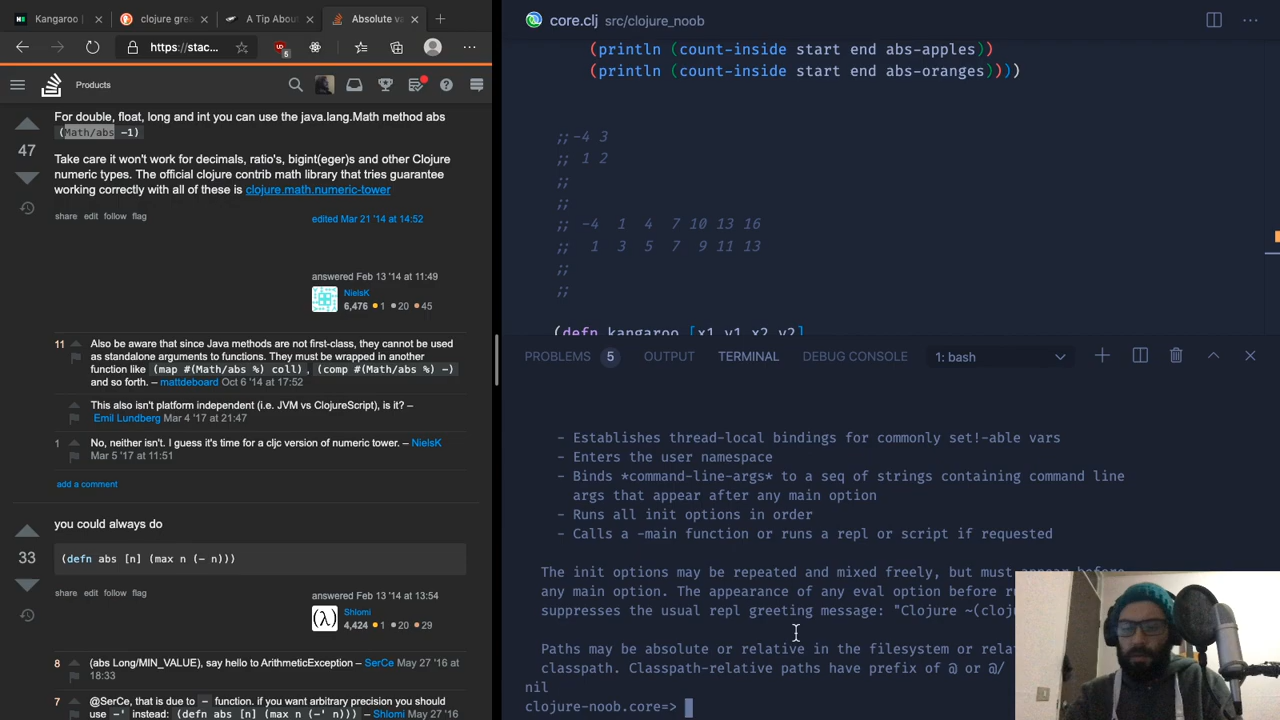 Kangaroo
clojure gre
A Tip About
Absolute va
https://stac...
5
Products
For double, float, long and int you can use the java.lang.Math method abs
(Math/abs -1)
47
Take care it won't work for decimals, ratio's, bigint(eger)s and other Clojure
numeric types. The official clojure contrib math library that tries guarantee
working correctly with all of these is clojure.math.numeric-tower
share edit follow flag
edited Mar 21 '14 at 14:52
answered Feb 13 '14 at 11:49
NielsK
6,476 1 20 45
11 Also be aware that since Java methods are not first-class, they cannot be used
as standalone arguments to functions. They must be wrapped in another
function like (map #(Math/abs %) coll), (comp #(Math/abs %) -)
and so forth. – mattdeboard Oct 6 '14 at 17:52
This also isn't platform independent (i.e. JVM vs ClojureScript), is it? –
Emil Lundberg Mar 4 '17 at 21:47
1 No, neither isn't. I guess it's time for a cljc version of numeric tower. – NielsK
Mar 5 '17 at 11:51
add a comment
you could always do
33
(defn abs [n] (max n (- n)))
share edit follow flag
answered Feb 13 '14 at 13:54
Shlomi
4,424 1 20 29
8 (abs Long/MIN_VALUE), say hello to ArithmeticException – SerCe May 27 '16 at
18:33
7 @SerCe, that is due to - function. if you want arbitrary precision you should
use -' instead: (defn abs [n] (max n (-' n))) – Shlomi May 27 '16
core.clj src/clojure_noob
(println (count-inside start end abs-apples))
(println (count-inside start end abs-oranges))))
;; -4 3
;; 1 2
;;
;;
;; -4 1 4 7 10 13 16
;; 1 3 5 7 9 11 13
;;
;;
(defn kangaroo [x1 v1 x2 v2]
PROBLEMS 5 OUTPUT TERMINAL DEBUG CONSOLE 1: bash
- Establishes thread-local bindings for commonly set!-able vars
- Enters the user namespace
- Binds *command-line-args* to a seq of strings containing command line
args that appear after any main option
- Runs all init options in order
- Calls a -main function or runs a repl or script if requested
The init options may be repeated and mixed freely, but must appear before
any main option. The appearance of any eval option before r
suppresses the usual repl greeting message: "Clojure ~(cloj
Paths may be absolute or relative in the filesystem or rela
classpath. Classpath-relative paths have prefix of @ or @/
nil
clojure-noob.core=>